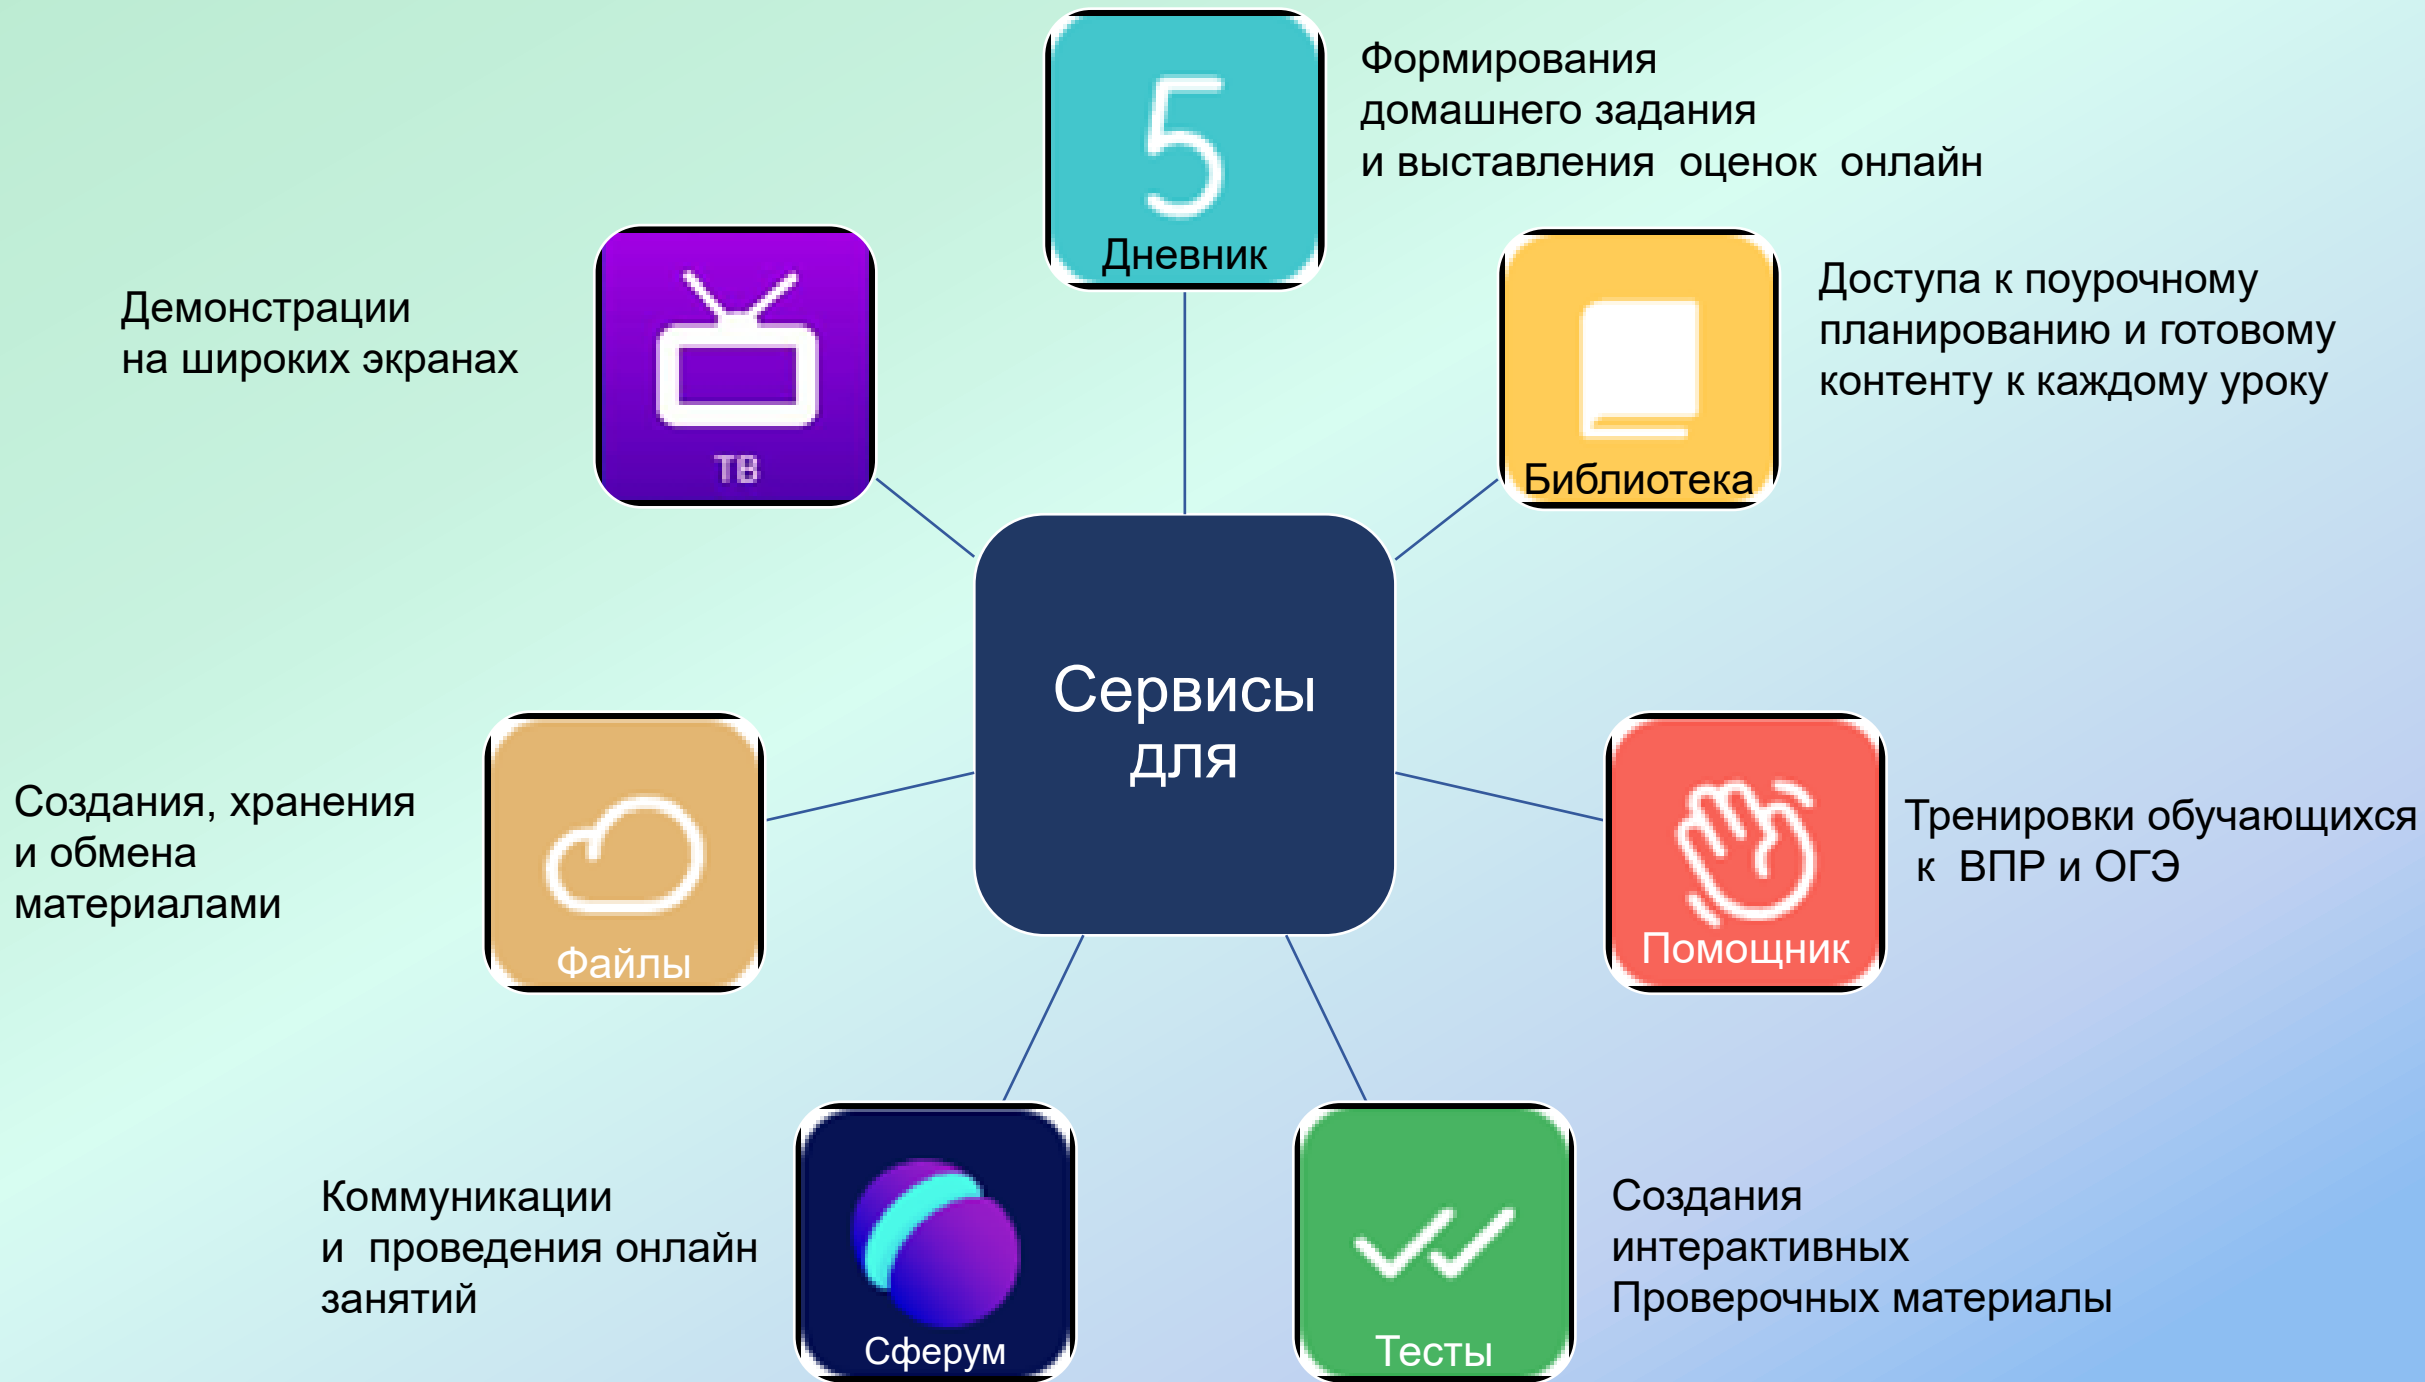 5
Дневник
Формирования
домашнего задания
и выставления  оценок  онлайн
Демонстрации
на широких экранах
ТВ
Библиотека
Доступа к поурочному
планированию и готовому
контенту к каждому уроку
Сервисы
для
Создания, хранения
и обмена
материалами
Файлы
Помощник
Тренировки обучающихся
к  ВПР и ОГЭ
Коммуникации
и  проведения онлайн
занятий
Сферум
Тесты
Создания
интерактивных
Проверочных материалы